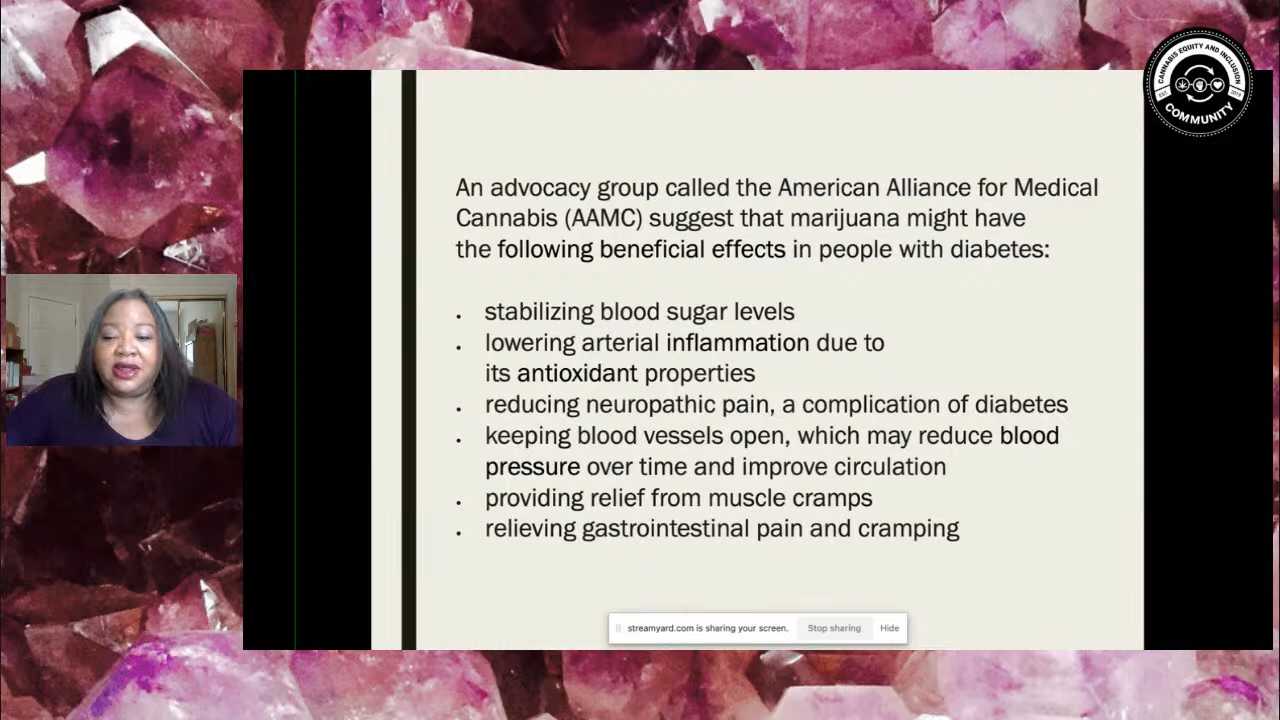 CANNABIS EQUITY AND INCLUSION
COMMUNITY
An advocacy group called the American Alliance for Medical
Cannabis (AAMC) suggest that marijuana might have
the following beneficial effects in people with diabetes:
• stabilizing blood sugar levels
• lowering arterial inflammation due to
its antioxidant properties
• reducing neuropathic pain, a complication of diabetes
• keeping blood vessels open, which may reduce blood
pressure over time and improve circulation
• providing relief from muscle cramps
• relieving gastrointestinal pain and cramping
streamyard.com is sharing your screen. Stop sharing Hide